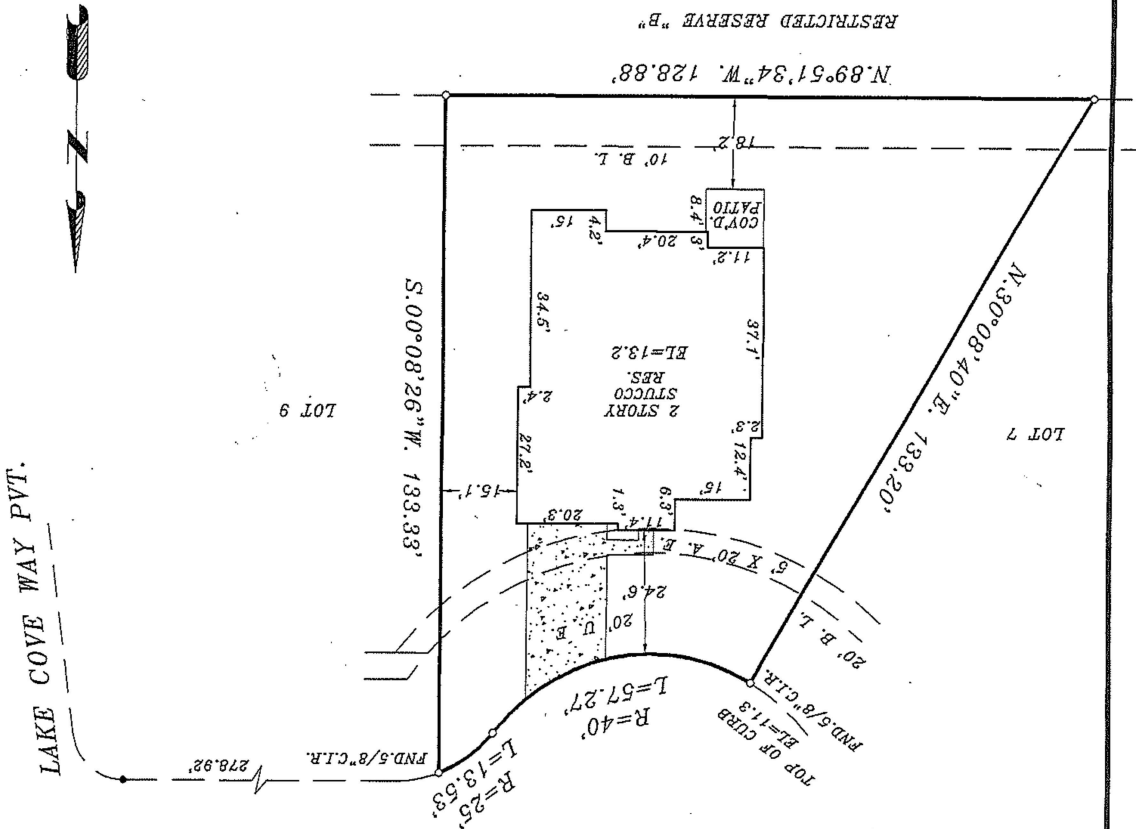 RESTRICTED RESERVE "B"
N.89°51'34"W. 128.88'
10' B. L.
18.2'
COV'D.
PATIO
8.4'
3'
11.2'
20.4'
4.2'
15'
34.5'
37.1'
2 STORY
STUCCO
RES.
EL=13.2
2.4'
27.2'
2.3'
12.4'
15'
6.3'
11.4'
1.3'
20.3'
15.1'
S.00°08'26"W. 133.33'
N.30°08'40"E. 133.20'
LOT 9
LOT 7
5' X 20' A. E.
20' B. L.
24.6'
20'
U. E
R=40'
L=57.27'
R=25'
L=13.53'
TOP OF CURB
EL=11.3
FND.5/8"C.I.R.
FND.5/8"C.I.R.
278.92'
LAKE COVE WAY PVT.
N